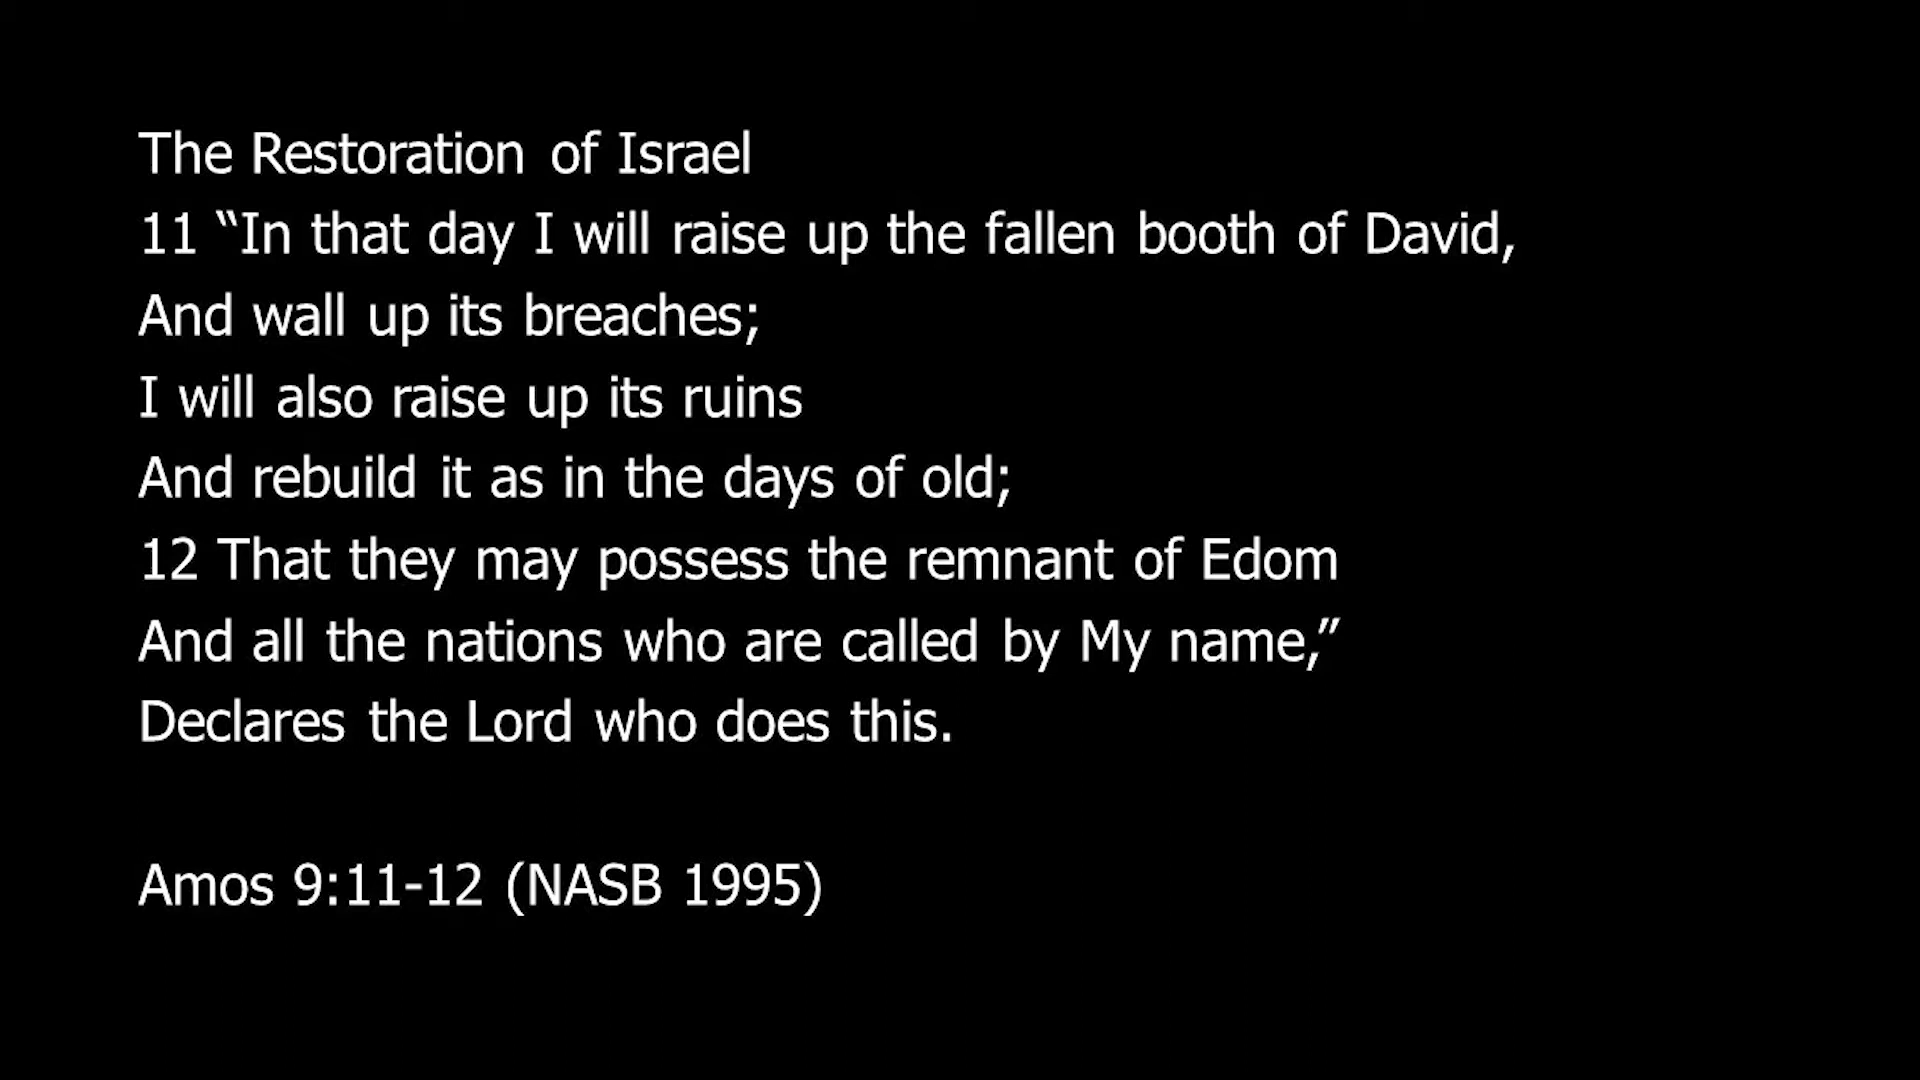 The Restoration of Israel
11 “In that day I will raise up the fallen booth of David,
And wall up its breaches;
I will also raise up its ruins
And rebuild it as in the days of old;
12 That they may possess the remnant of Edom
And all the nations who are called by My name,”
Declares the Lord who does this.
Amos 9:11-12 (NASB 1995)